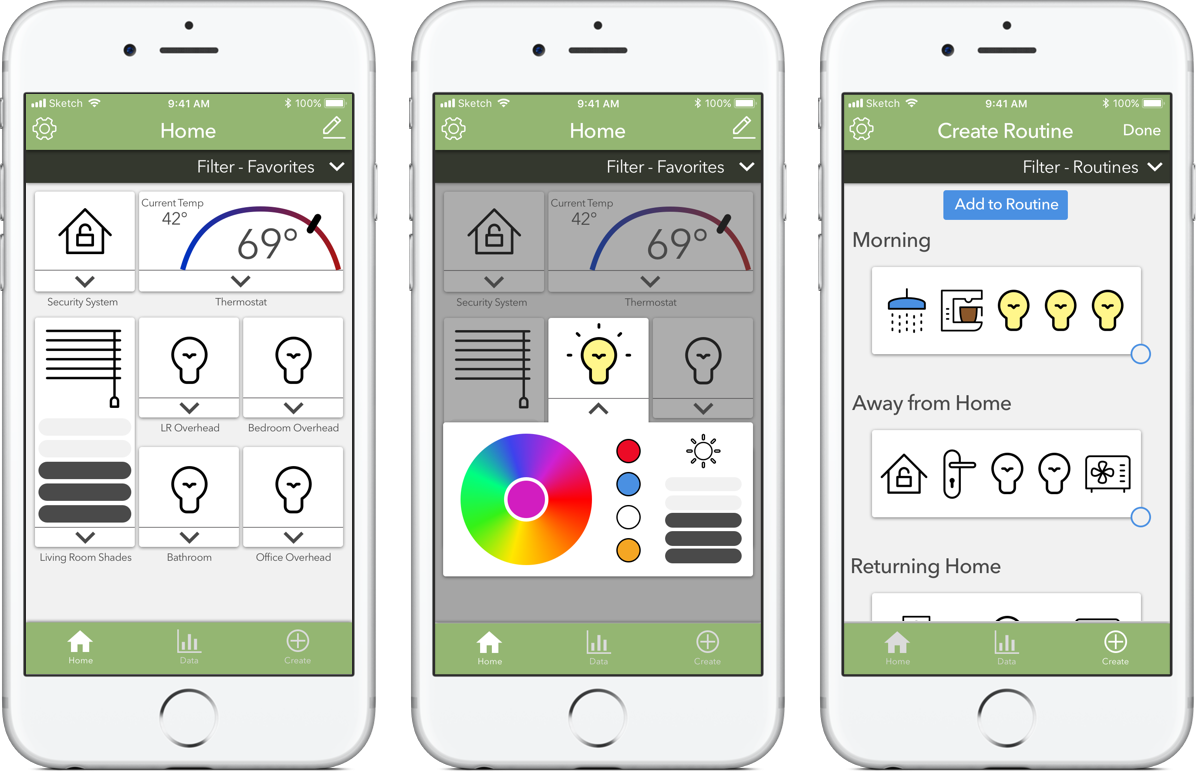 Sketch 9:41 AM 100%
Home
Filter - Favorites
Current Temp
42°
69°
Security System
Thermostat
LR Overhead
Bedroom Overhead
Living Room Shades
Bathroom
Office Overhead
Home
Data
Create
Sketch 9:41 AM 100%
Home
Filter - Favorites
Current Temp
42°
69°
Security System
Thermostat
Home
Data
Create
Sketch 9:41 AM 100%
Create Routine
Done
Filter - Routines
Add to Routine
Morning
Away from Home
Returning Home
Home
Data
Create